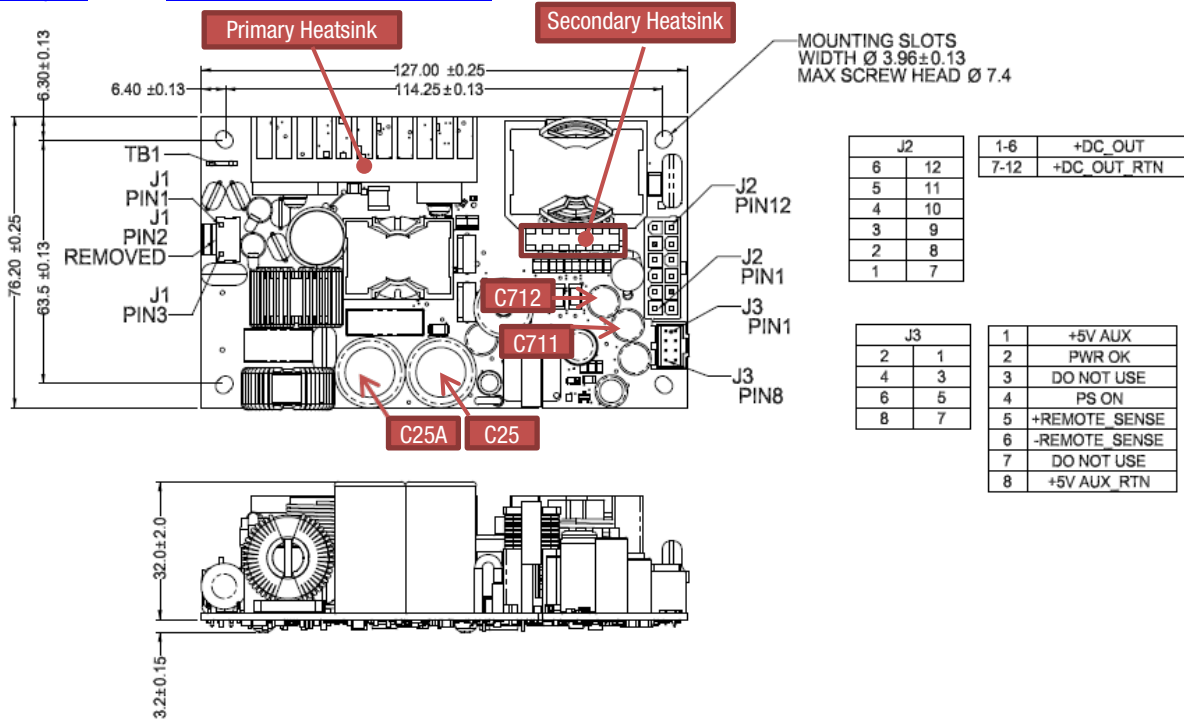 Primary Heatsink
Secondary Heatsink
MOUNTING SLOTS
WIDTH Ø 3.96±0.13
MAX SCREW HEAD Ø 7.4
127.00 ±0.25
6.40 ±0.13
114.25±0.13
6.30±0.13
76.20 ±0.25
63.5 ±0.13
TB1
J1
PIN1
J1
PIN2
REMOVED
J1
PIN3
J2
PIN12
J2
PIN1
J3
PIN1
J3
PIN8
C712
C711
C25A
C25
J2
6 12
5 11
4 10
3 9
2 8
1 7
1-6 +DC_OUT
7-12 +DC_OUT_RTN
J3
2 1
4 3
6 5
8 7
1 +5V AUX
2 PWR OK
3 DO NOT USE
4 PS ON
5 +REMOTE_SENSE
6 -REMOTE_SENSE
7 DO NOT USE
8 +5V AUX_RTN
32.0±2.0
3.2±0.15